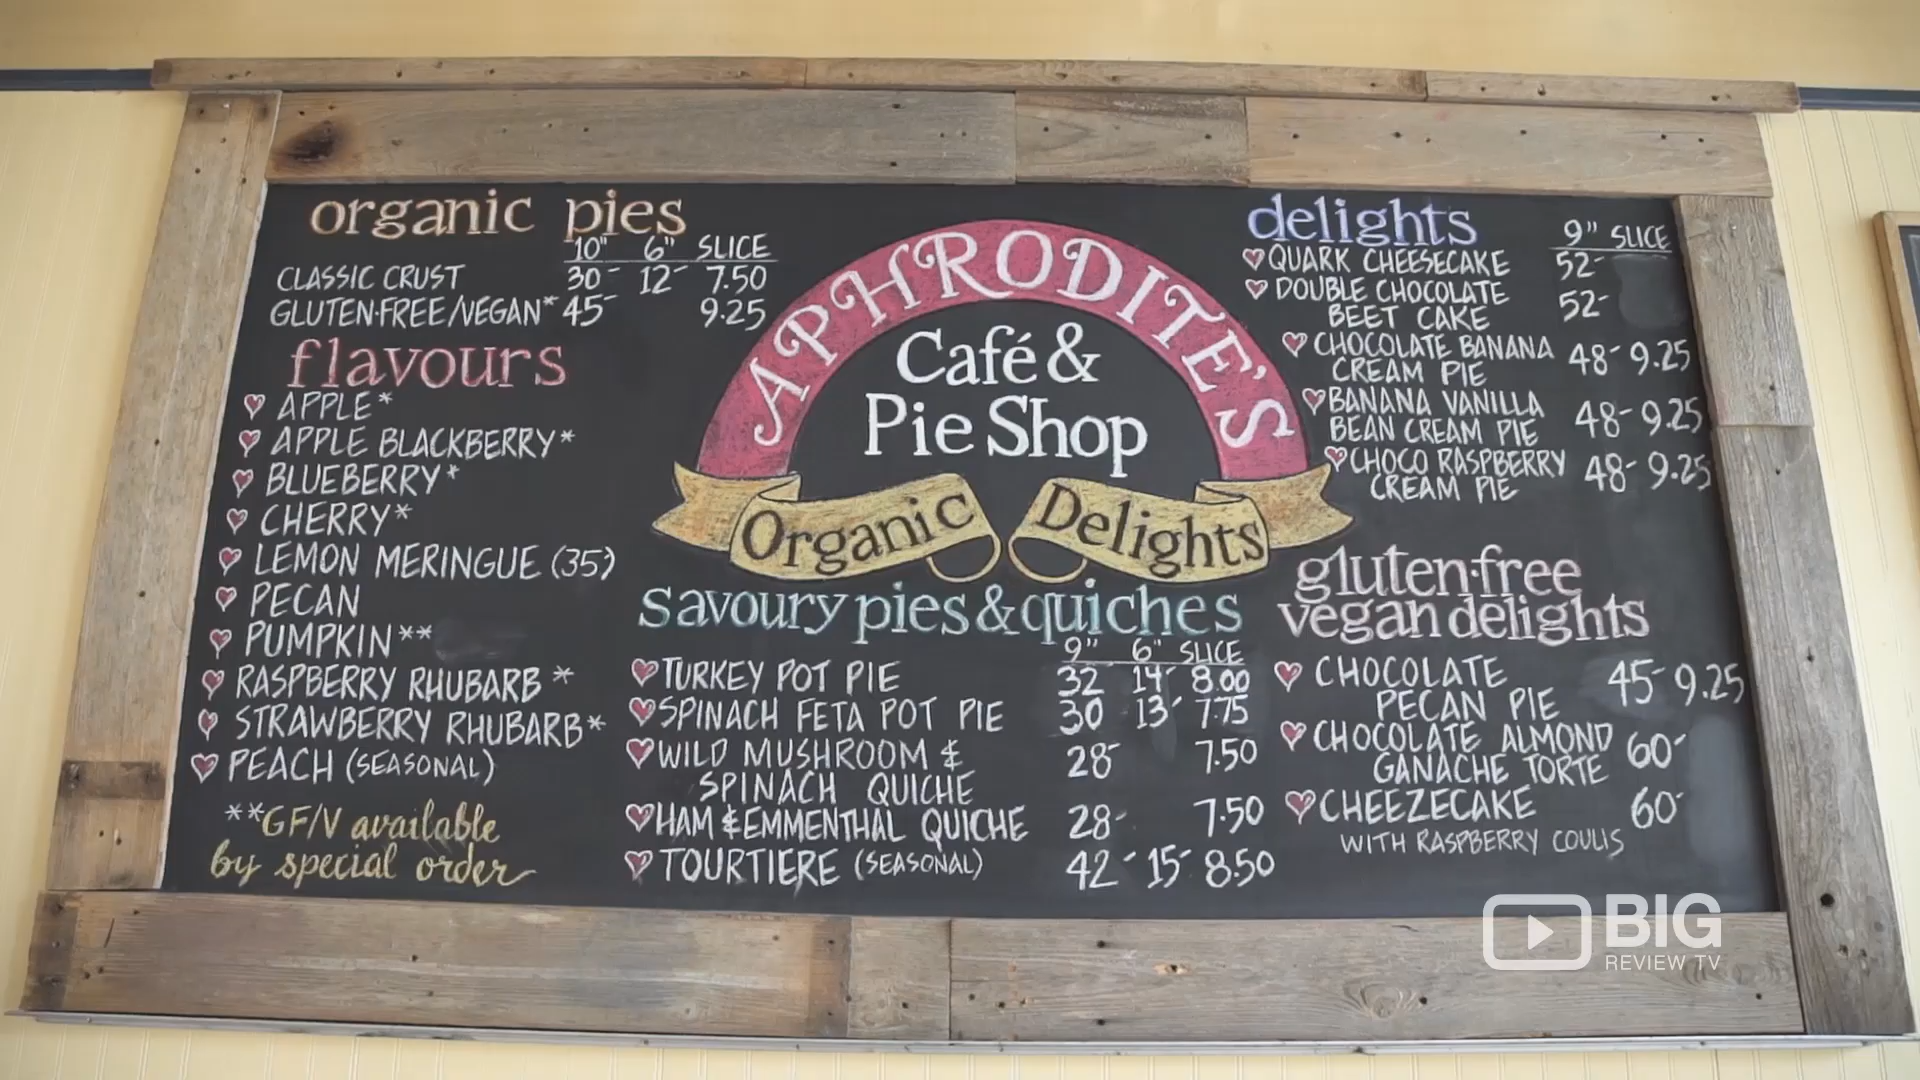 organic pies
10" 6" SLICE
CLASSIC CRUST 30- 12- 7.50
GLUTEN·FREE/VEGAN* 45- 9.25
flavours
APPLE*
APPLE BLACKBERRY*
BLUEBERRY*
CHERRY*
LEMON MERINGUE (35-)
PECAN
PUMPKIN**
RASPBERRY RHUBARB*
STRAWBERRY RHUBARB*
PEACH (SEASONAL)
**GF/V available
by special order
APHRODITE'S
Café &
Pie Shop
Organic Delights
savoury pies & quiches
9" 6" SLICE
TURKEY POT PIE 32 14- 8.00
SPINACH FETA POT PIE 30 13- 7.75
WILD MUSHROOM &
SPINACH QUICHE 28- 7.50
HAM & EMMENTHAL QUICHE 28- 7.50
TOURTIERE (SEASONAL) 42- 15- 8.50
delights
9" SLICE
QUARK CHEESECAKE 52-
DOUBLE CHOCOLATE
BEET CAKE 52-
CHOCOLATE BANANA
CREAM PIE 48- 9.25
BANANA VANILLA
BEAN CREAM PIE 48- 9.25
CHOCO RASPBERRY
CREAM PIE 48- 9.25
gluten·free
vegan delights
CHOCOLATE
PECAN PIE 45- 9.25
CHOCOLATE ALMOND
GANACHE TORTE 60-
CHEEZECAKE 60-
WITH RASPBERRY COULIS
BIG
REVIEW TV